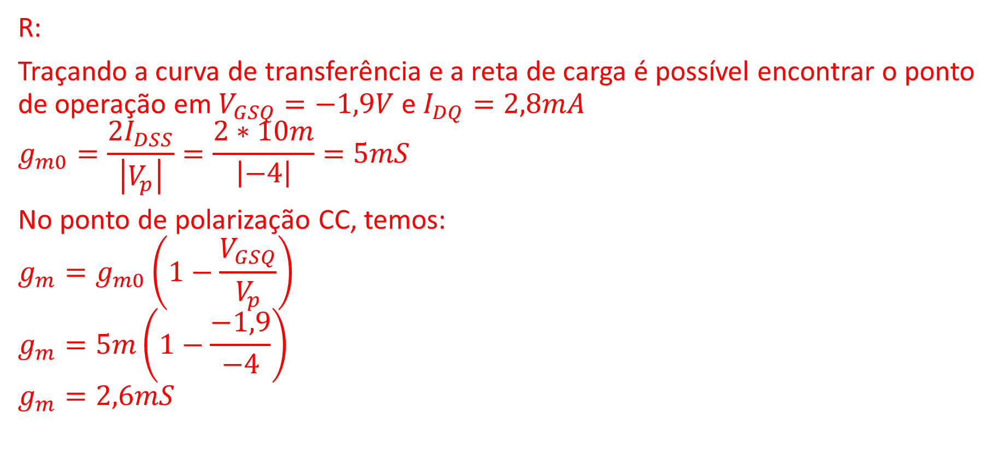 R:
Traçando a curva de transferência e a reta de carga é possível encontrar o ponto
de operação em $V_{GSQ} = -1,9V$ e $I_{DQ} = 2,8mA$
$g_{m0} = \frac{2I_{DSS}}{|V_p|} = \frac{2 * 10m}{|-4|} = 5mS$
No ponto de polarização CC, temos:
$g_m = g_{m0} \left(1 - \frac{V_{GSQ}}{V_p}\right)$
$g_m = 5m \left(1 - \frac{-1,9}{-4}\right)$
$g_m = 2,6mS$